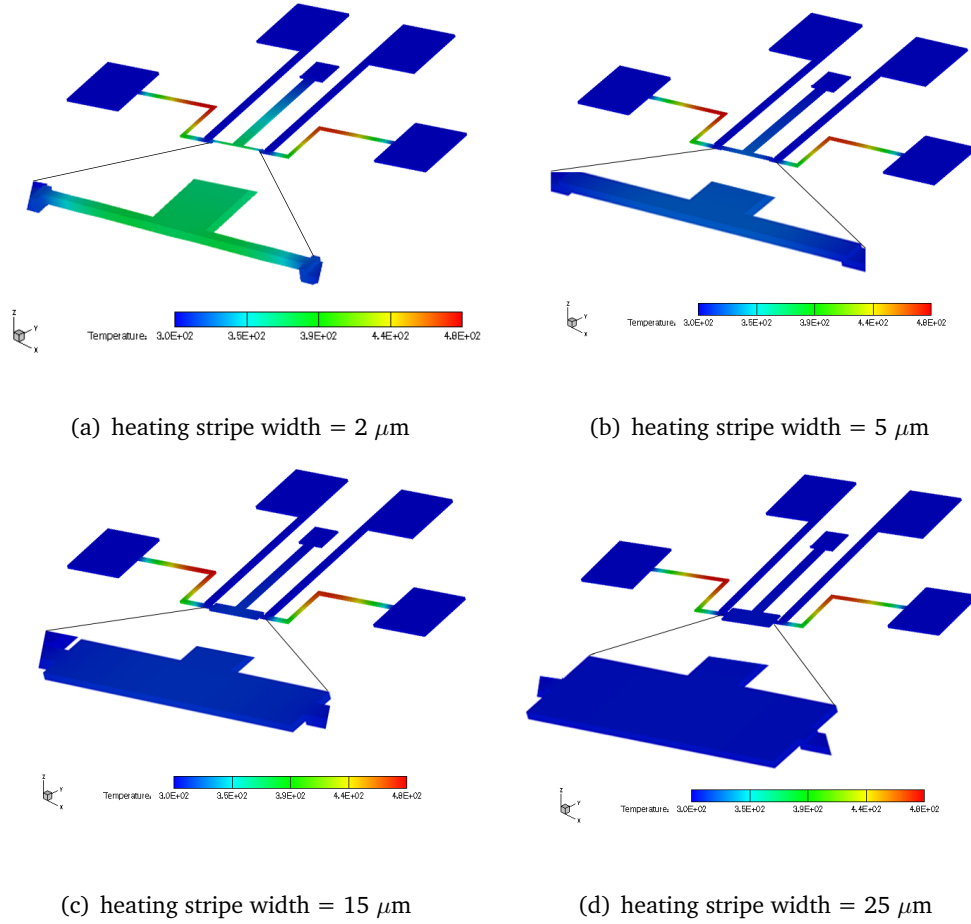 Z
Y
X
Temperature:
3.0E+02 3.5E+02 3.9E+02 4.4E+02 4.8E+02
(a) heating stripe width = 2 μm
Z
Y
X
Temperature:
3.0E+02 3.5E+02 3.9E+02 4.4E+02 4.8E+02
(b) heating stripe width = 5 μm
Z
Y
X
Temperature:
3.0E+02 3.5E+02 3.9E+02 4.4E+02 4.8E+02
(c) heating stripe width = 15 μm
Z
Y
X
Temperature:
3.0E+02 3.5E+02 3.9E+02 4.4E+02 4.8E+02
(d) heating stripe width = 25 μm